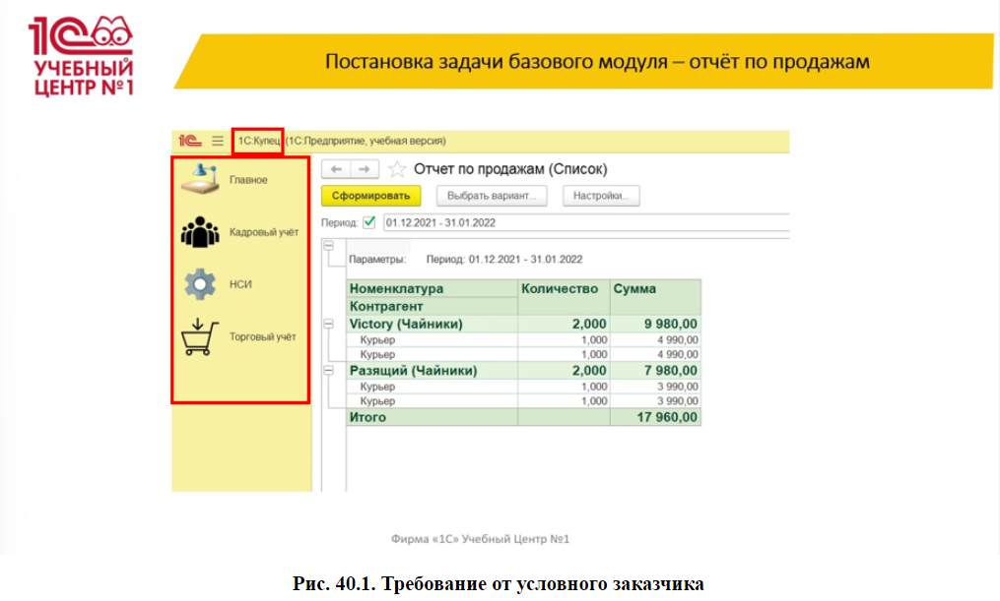 1С
УЧЕБНЫЙ
ЦЕНТР №1
Постановка задачи базового модуля – отчёт по продажам
1С 1С:Купец (1С:Предприятие, учебная версия)
Главное
Кадровый учёт
НСИ
Торговый учёт
Отчет по продажам (Список)
Сформировать Выбрать вариант... Настройки...
Период: 01.12.2021 - 31.01.2022
Параметры: Период: 01.12.2021 - 31.01.2022
Номенклатура Количество Сумма
Контрагент
Victory (Чайники) 2,000 9 980,00
Курьер 1,000 4 990,00
Курьер 1,000 4 990,00
Разящий (Чайники) 2,000 7 980,00
Курьер 1,000 3 990,00
Курьер 1,000 3 990,00
Итого 17 960,00
Фирма «1С» Учебный Центр №1
Рис. 40.1. Требование от условного заказчика